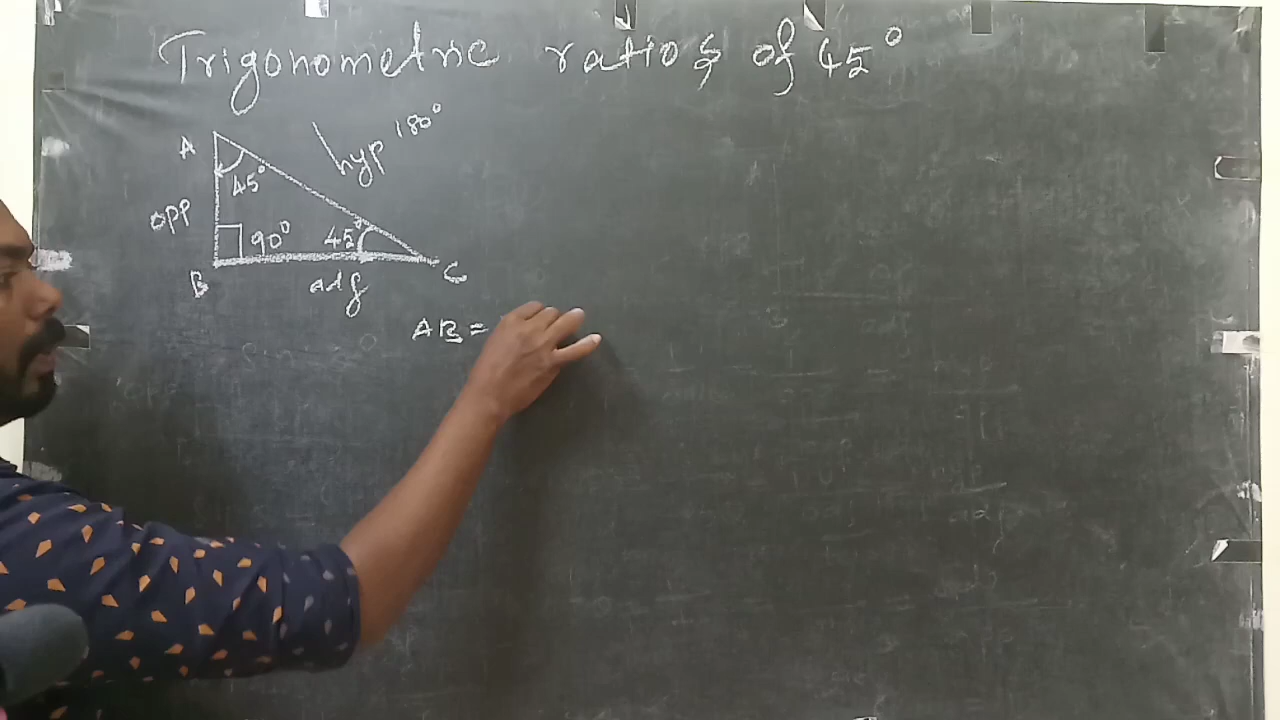 Trigonometric ratios of 45°
180°
hyp
A
45°
opp
90°
45
B
adj
C
AB =